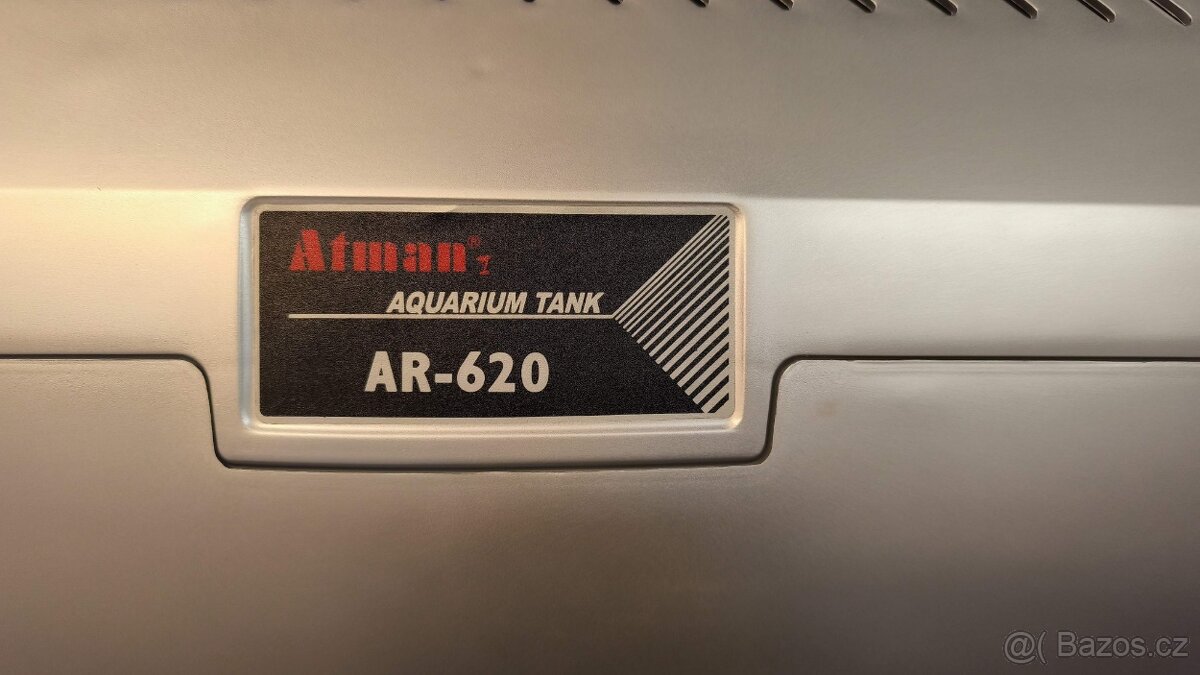 Atman®
AQUARIUM TANK
AR-620
@( Bazos.cz